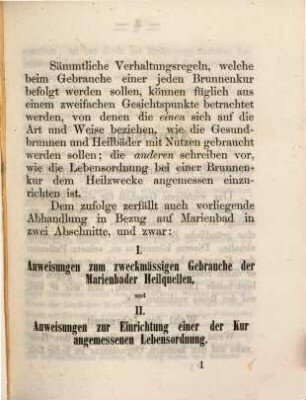 Sämmtliche Verhaltungsregeln, welche
beim Gebrauche einer jeden Brunnenkur
befolgt werden sollen, können füglich aus
einem zweifachen Gesichtspunkte betrachtet
werden, von denen die einen sich auf die
Art und Weise beziehen, wie die Gesund-
brunnen und Heilbäder mit Nutzen gebraucht
werden sollen; die anderen schreiben vor,
wie die Lebensordnung bei einer Brunnen-
kur dem Heilzwecke angemessen einzu-
richten ist.
Dem zufolge zerfällt auch vorliegende
Abhandlung in Bezug auf Marienbad in
zwei Abschnitte, und zwar:
I.
Anweisungen zum zweckmässigen Gebrauche der
Marienbader Heilquellen,
und
II.
Anweisungen zur Einrichtung einer der Kur
angemessenen Lebensordnung.
1